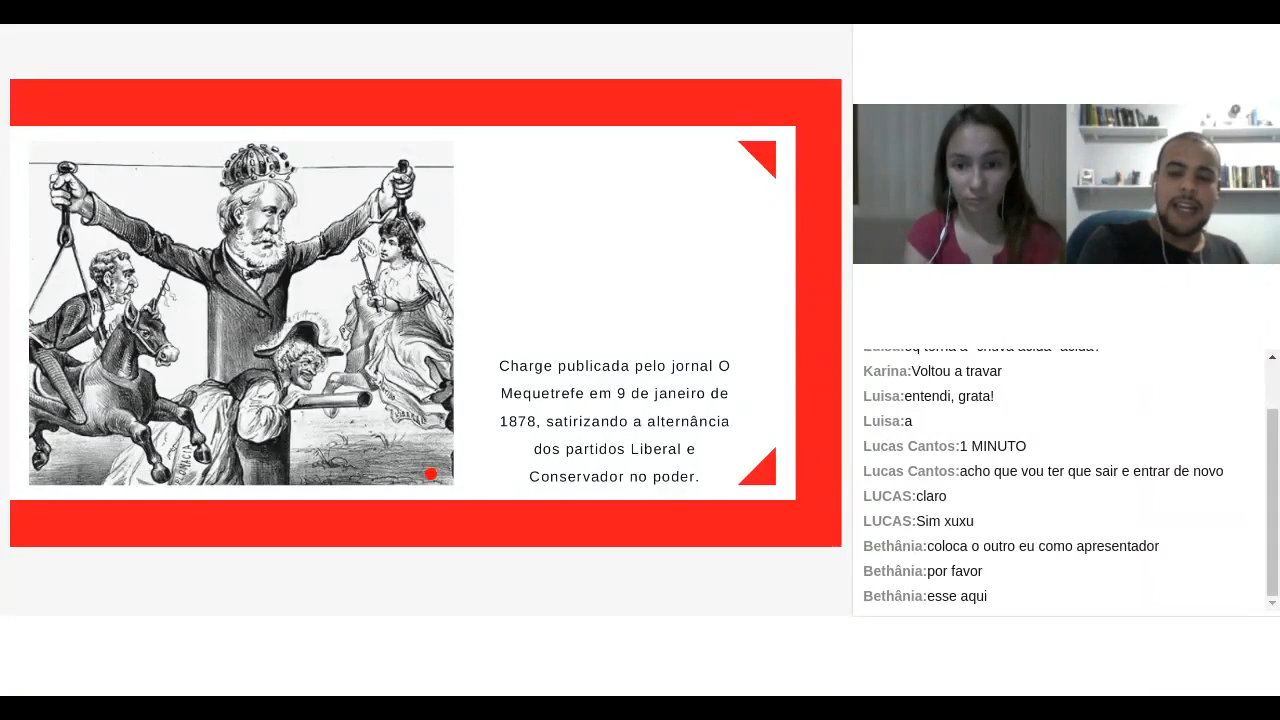 Charge publicada pelo jornal O
Mequetrefe em 9 de janeiro de
1878, satirizando a alternância
dos partidos Liberal e
Conservador no poder.
Karina:Voltou a travar
Luisa:entendi, grata!
Luisa:a
Lucas Cantos:1 MINUTO
Lucas Cantos:acho que vou ter que sair e entrar de novo
LUCAS:claro
LUCAS:Sim xuxu
Bethânia:coloca o outro eu como apresentador
Bethânia:por favor
Bethânia:esse aqui